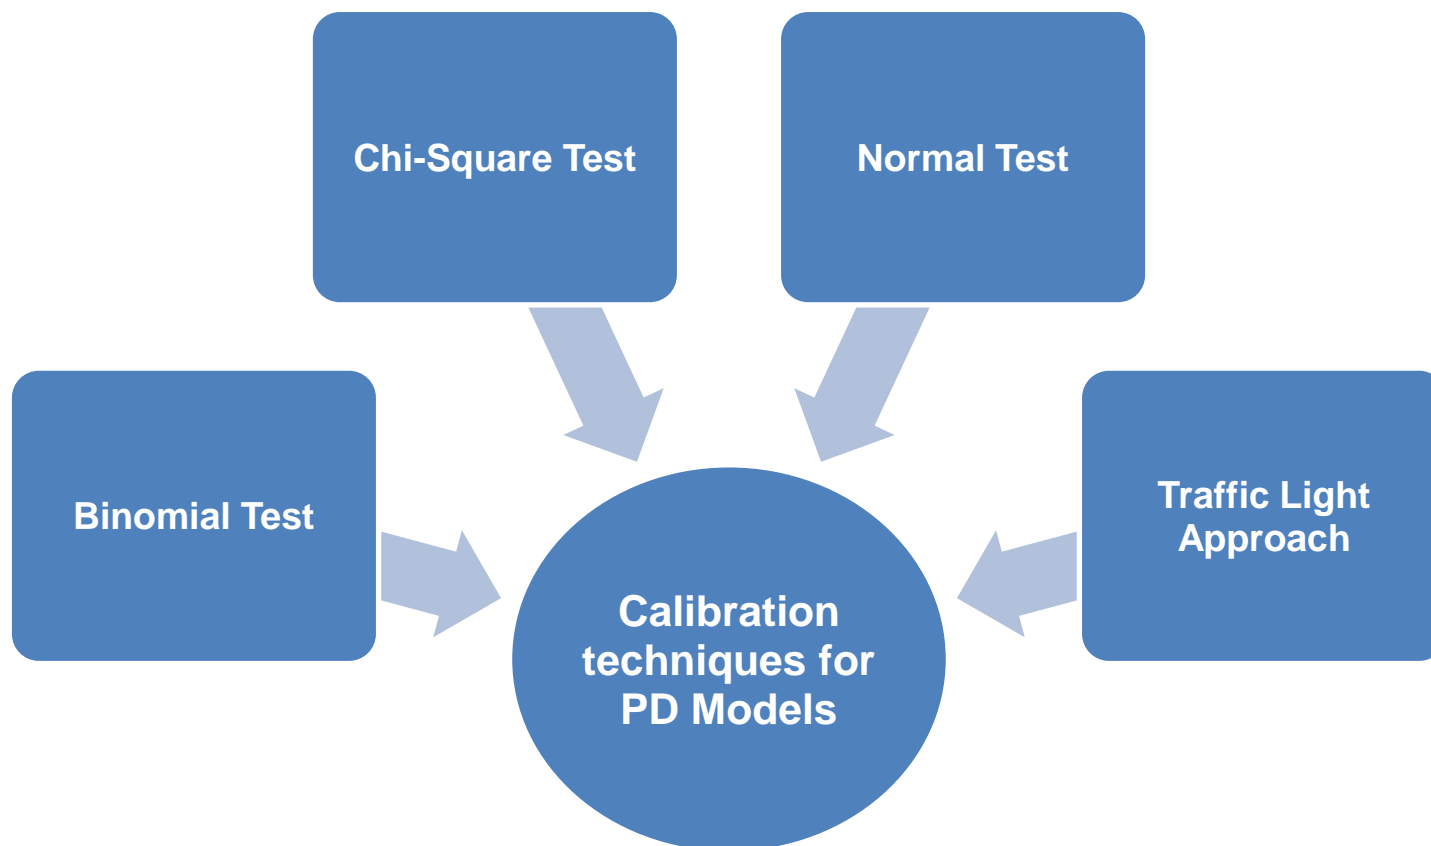 Chi-Square Test
Normal Test
Binomial Test
Traffic Light
Approach
Calibration
techniques for
PD Models